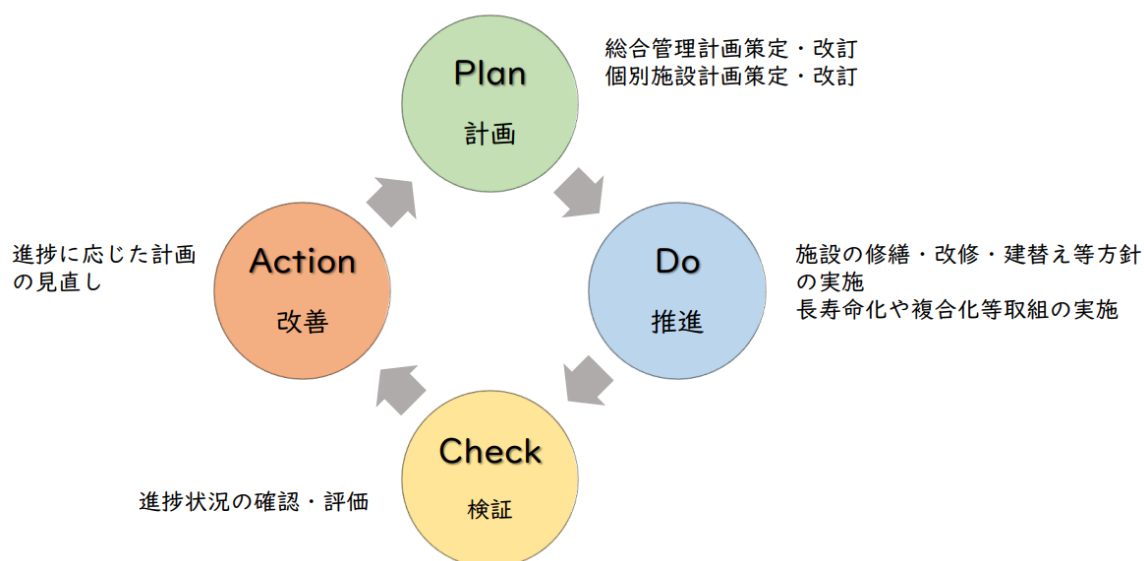 Plan
計画
総合管理計画策定・改訂
個別施設計画策定・改訂
Do
推進
施設の修繕・改修・建替え等方針
の実施
長寿命化や複合化等取組の実施
Check
検証
進捗状況の確認・評価
Action
改善
進捗に応じた計画
の見直し